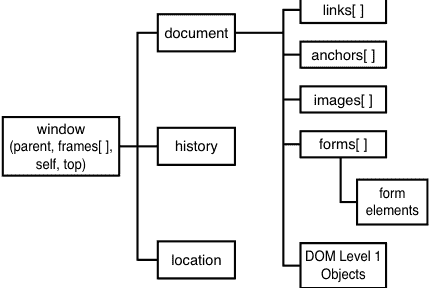 links[ ]
document
anchors[ ]
images[ ]
window
(parent, frames[ ],
self, top)
history
forms[ ]
form
elements
location
DOM Level 1
Objects